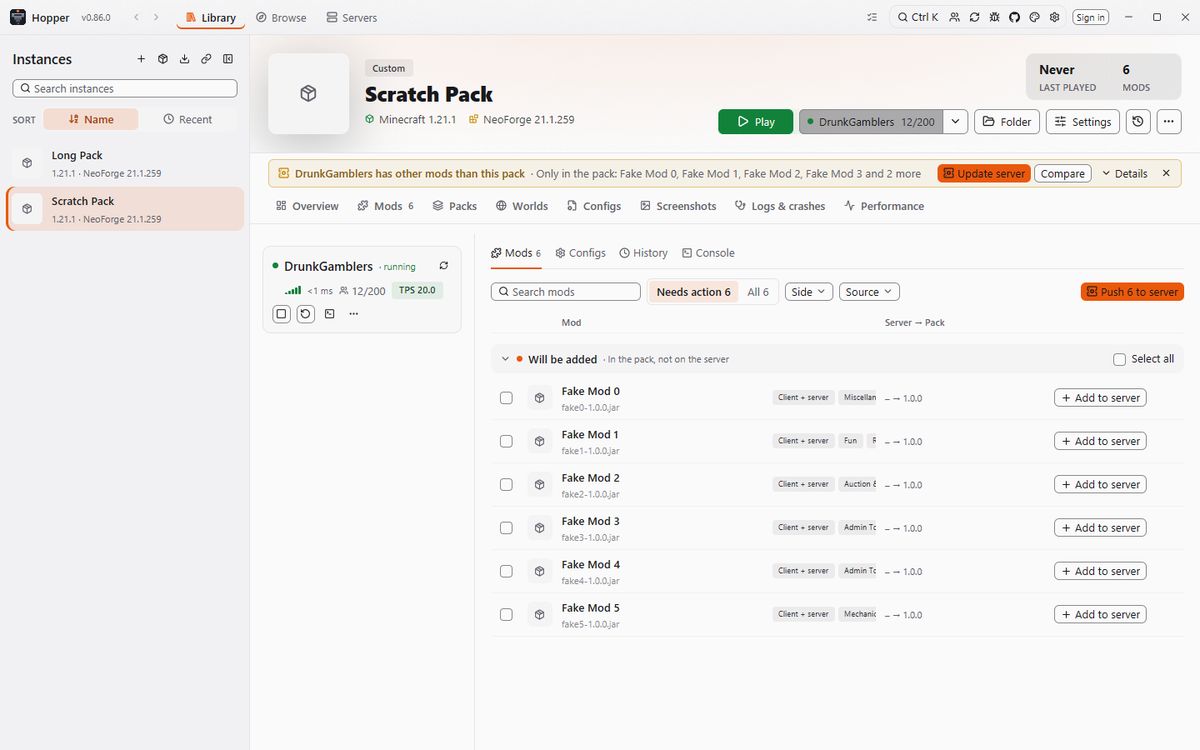 Hopper v0.86.0 Library Browse Servers Ctrl K Sign in
Instances
Search instances
SORT Name Recent
Long Pack
1.21.1 · NeoForge 21.1.259
Scratch Pack
1.21.1 · NeoForge 21.1.259
Custom
Scratch Pack
Minecraft 1.21.1 NeoForge 21.1.259
Never 6
LAST PLAYED MODS
Play DrunkGamblers 12/200 Folder Settings
DrunkGamblers has other mods than this pack · Only in the pack: Fake Mod 0, Fake Mod 1, Fake Mod 2, Fake Mod 3 and 2 more Update server Compare Details
Overview Mods 6 Packs Worlds Configs Screenshots Logs & crashes Performance
DrunkGamblers · running
<1 ms 12/200 TPS 20.0
Mods 6 Configs History Console
Search mods Needs action 6 All 6 Side Source Push 6 to server
Mod Server → Pack
Will be added · In the pack, not on the server Select all
Fake Mod 0
fake0-1.0.0.jar
Client + server Miscellan – → 1.0.0 + Add to server
Fake Mod 1
fake1-1.0.0.jar
Client + server Fun – → 1.0.0 + Add to server
Fake Mod 2
fake2-1.0.0.jar
Client + server Auction – → 1.0.0 + Add to server
Fake Mod 3
fake3-1.0.0.jar
Client + server Admin To – → 1.0.0 + Add to server
Fake Mod 4
fake4-1.0.0.jar
Client + server Admin To – → 1.0.0 + Add to server
Fake Mod 5
fake5-1.0.0.jar
Client + server Mechanic – → 1.0.0 + Add to server